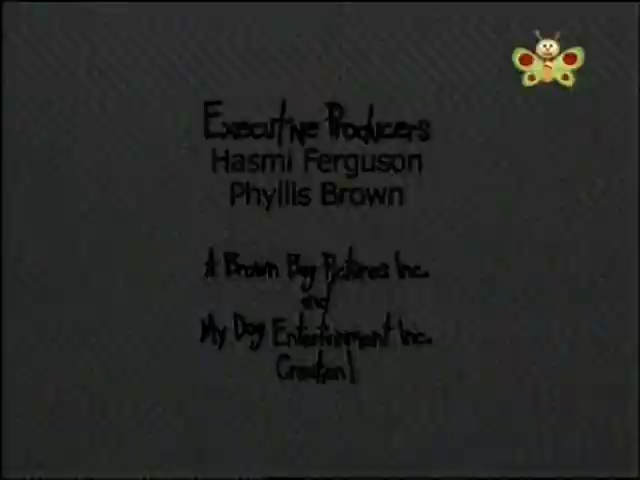 Executive Producers
Hasmi Ferguson
Phyllis Brown
A Brown Bag Pictures Inc.
and
My Dog Entertainment Inc.
Creation!